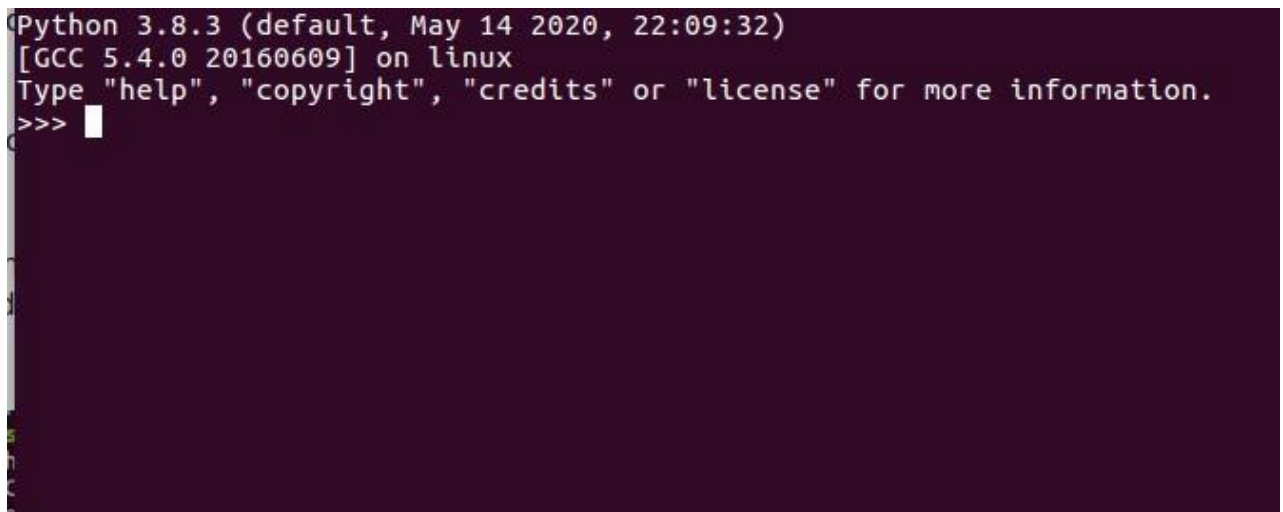 Python 3.8.3 (default, May 14 2020, 22:09:32)
[GCC 5.4.0 20160609] on linux
Type "help", "copyright", "credits" or "license" for more information.
>>>